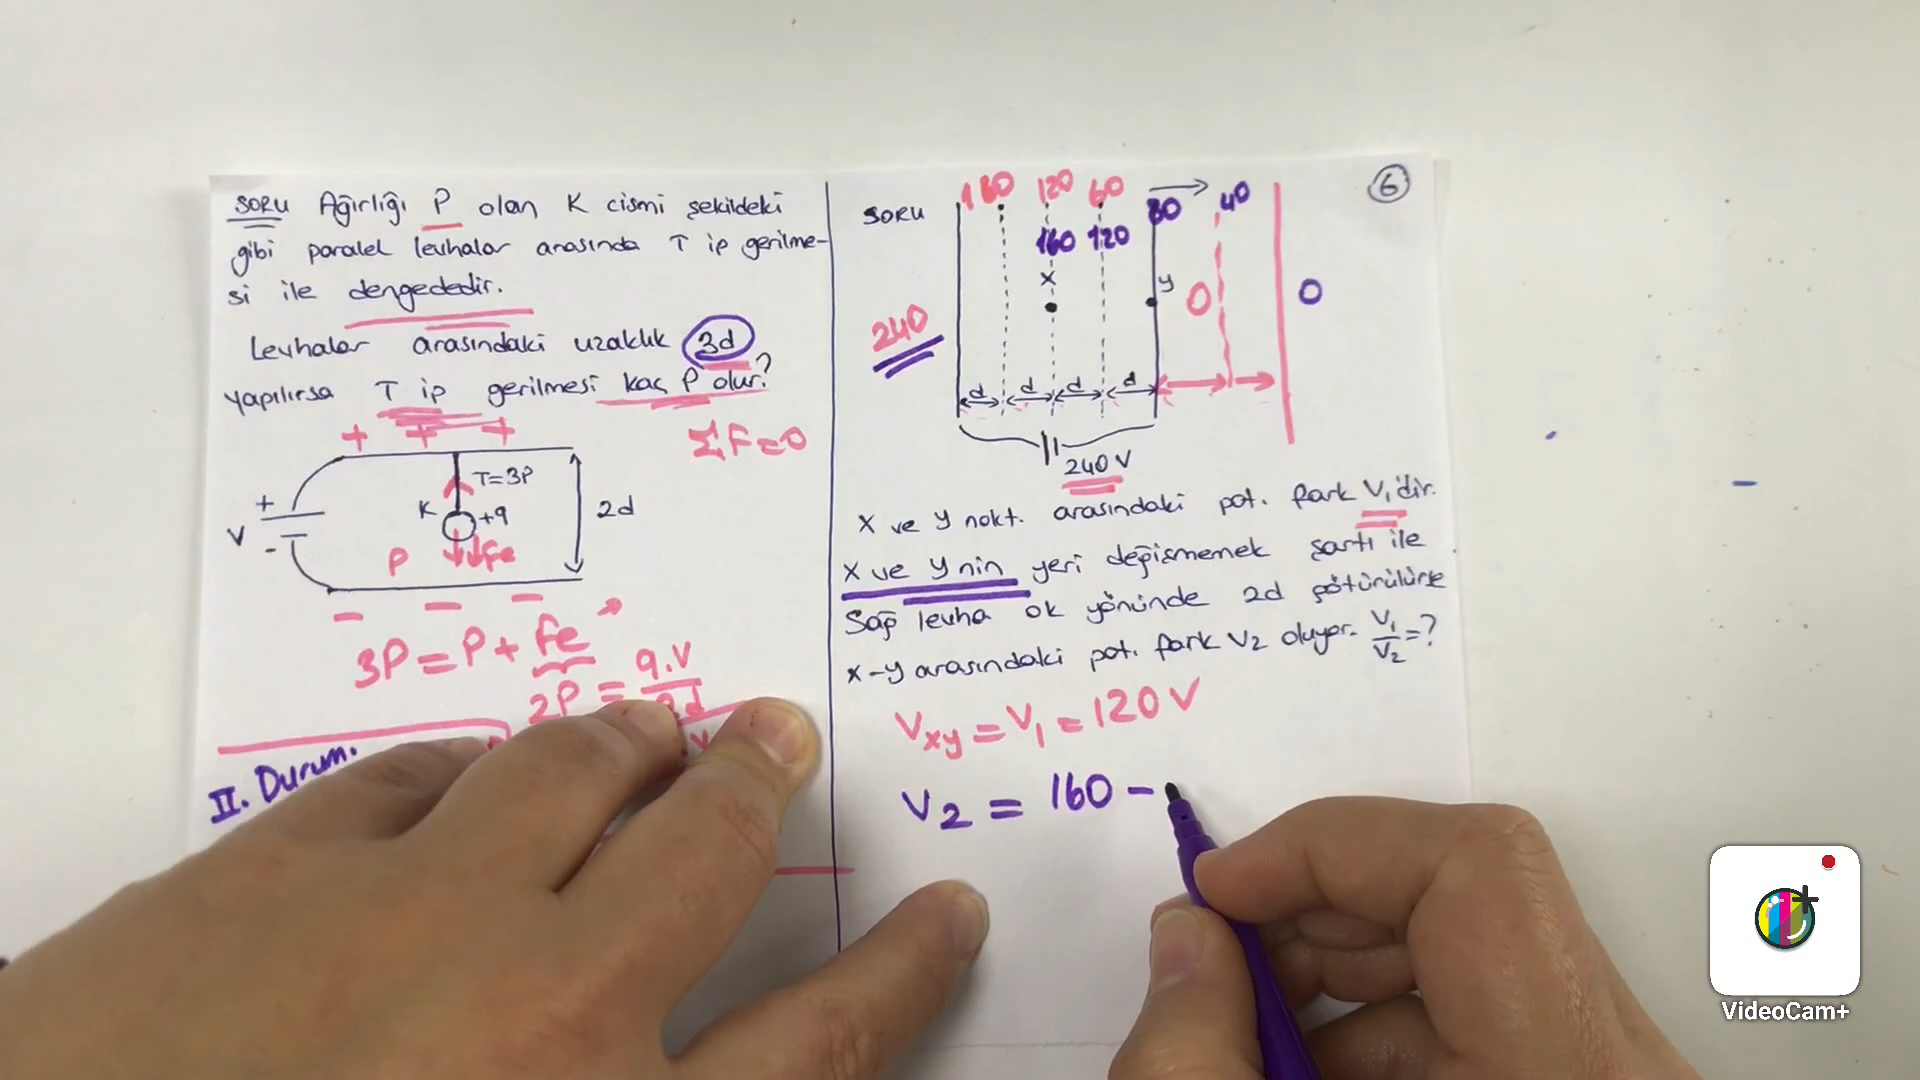 SORU Ağırlığı P olan K cismi şekildeki
gibi paralel levhalar arasında T ip gerilme-
si ile dengededir.
Levhalar arasındaki uzaklık 3d
yapılırsa T ip gerilmesi kaç P olur?
ΣF=0
+ + +
T=3P
K
+q
2d
+
V
-
P
Fe
- - -
3P = P + Fe
2P = q.V
II. Durum.
6
SORU
180 120 60
80 40
160 120
x
y
0
0
240
d d d d
240 V
x ve y nokt. arasındaki pot. fark V₁'dir.
x ve y nin yeri değişmemek şartı ile
Sağ levha ok yönünde 2d götürülürse
x-y arasındaki pot. fark V₂ oluyor. V₁/V₂=?
Vxy = V₁ = 120 V
V₂ = 160 -
VideoCam+